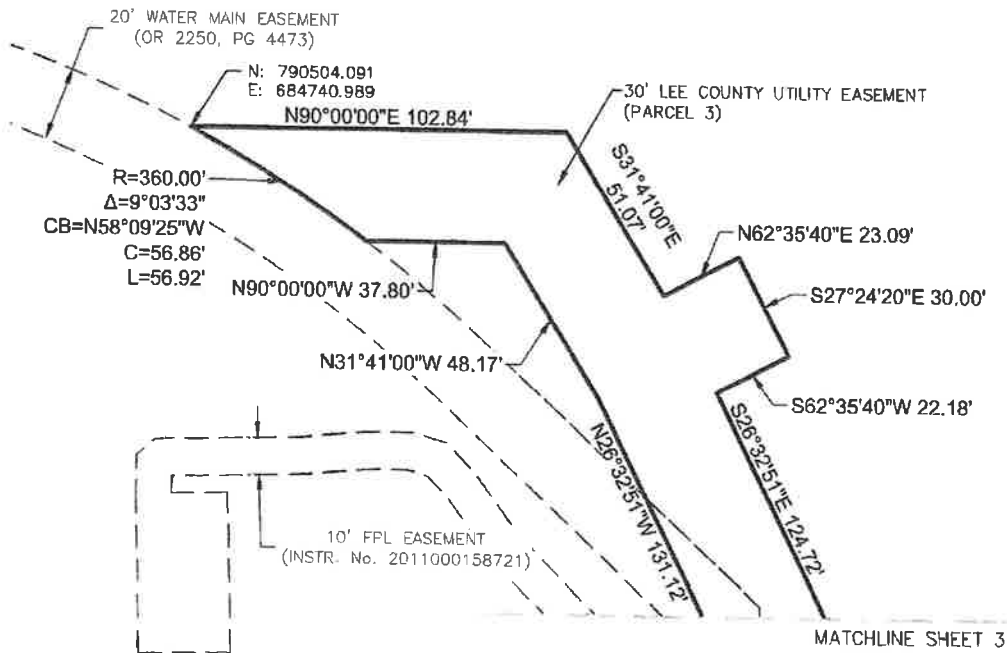 20' WATER MAIN EASEMENT
(OR 2250, PG 4473)
N: 790504.091
E: 684740.989
N90°00'00"E 102.84'
30' LEE COUNTY UTILITY EASEMENT
(PARCEL 3)
S31°41'00"E
51.07'
R=360.00'
Δ=9°03'33"
CB=N58°09'25"W
C=56.86'
L=56.92'
N62°35'40"E 23.09'
S27°24'20"E 30.00'
N90°00'00"W 37.80'
N31°41'00"W 48.17'
S62°35'40"W 22.18'
N26°32'51"W 131.12'
S26°32'51"E 124.72'
10' FPL EASEMENT
(INSTR. No. 2011000158721)
MATCHLINE SHEET 3